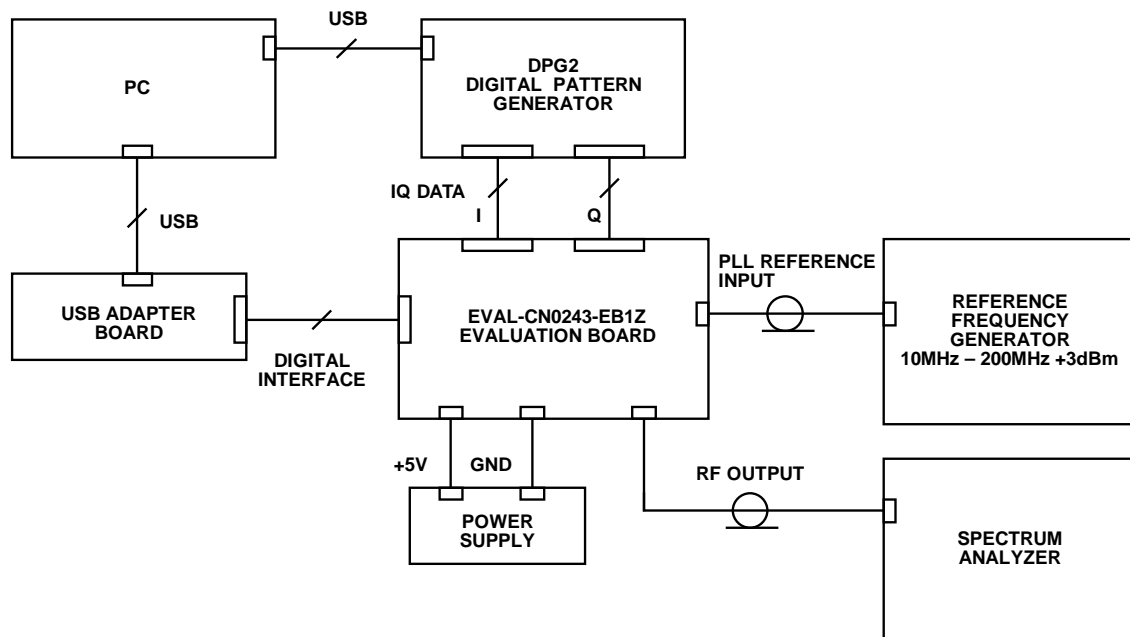 USB
PC
DPG2
DIGITAL PATTERN
GENERATOR
IQ DATA
I
Q
USB
USB ADAPTER
BOARD
DIGITAL
INTERFACE
EVAL-CN0243-EB1Z
EVALUATION BOARD
PLL REFERENCE
INPUT
REFERENCE
FREQUENCY
GENERATOR
10MHz – 200MHz +3dBm
+5V
GND
POWER
SUPPLY
RF OUTPUT
SPECTRUM
ANALYZER